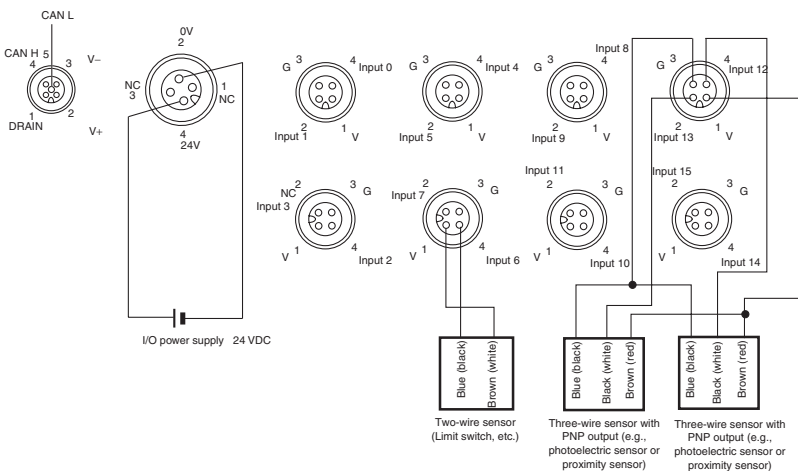 CAN L
CAN H 5
4 3 V–
1 2
DRAIN V+
0V
2
NC
3
1
NC
4
24V
I/O power supply 24 VDC
G 3 4 Input 0
2 1
Input 1 V
G 3 4 Input 4
2 1
Input 5 V
Input 8
G 3 4
2 1
Input 9 V
G 3 4
Input 12
2 1
Input 13 V
NC 2 3 G
Input 3
V 1 4
Input 2
2 3 G
Input 7
V 1 4
Input 6
Input 11
2 3 G
V 1 4
Input 10
Input 15
2 3 G
V 1 4
Input 14
Blue (black)
Brown (white)
Two-wire sensor
(Limit switch, etc.)
Blue (black)
Black (white)
Brown (red)
Three-wire sensor with
PNP output (e.g.,
photoelectric sensor or
proximity sensor)
Blue (black)
Black (white)
Brown (red)
Three-wire sensor with
PNP output (e.g.,
photoelectric sensor or
proximity sensor)